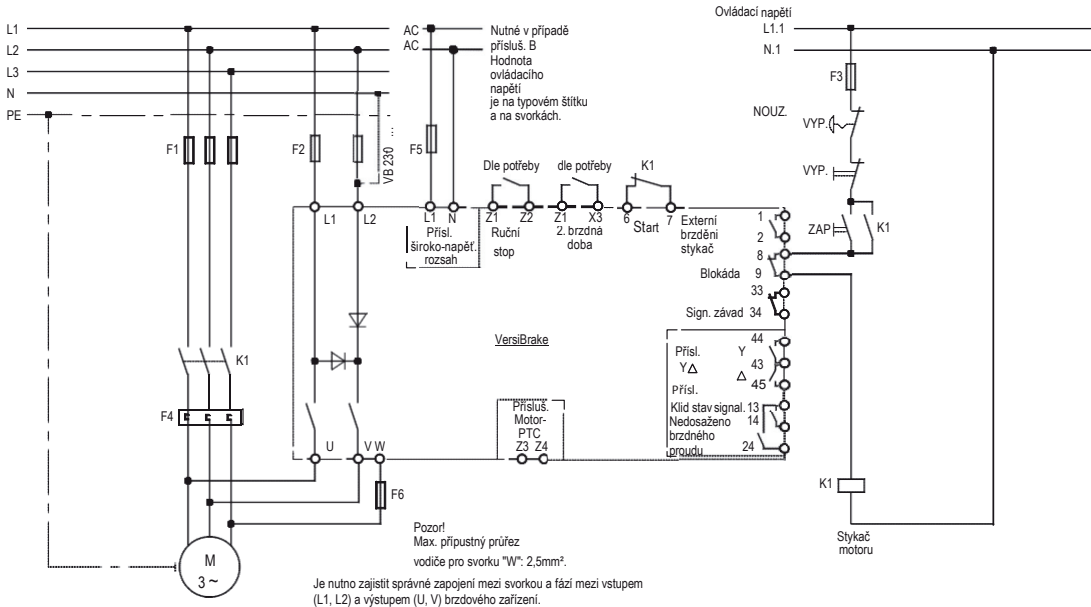 Ovládací napětí
L1.1
N.1
L1
L2
L3
N
PE
AC
AC
Nutné v případě
přísluš. B
Hodnota
ovládacího
napětí
je na typovém štítku
a na svorkách.
F3
NOUZ.
VYP.
VYP.
ZAP
K1
F1
F2
VB 230 ...
F5
Dle potřeby
dle potřeby
K1
L1
L2
L1
N
Z1
Z2
Z1
X3
6
7
Přísl.
široko-napěť.
rozsah
Ruční
stop
2. brzdná
doba
Start
Externí
brzděni
stykač
1
2
8
Blokáda
9
33
Sign. závad
34
VersiBrake
Přísl.
Y△
Y
△
44
43
45
Přísl.
Klid stav signal.
13
Nedosaženo
brzdného
proudu
14
24
K1
F4
Přísluš.
Motor-
PTC
Z3
Z4
U
V
W
F6
K1
Stykač
motoru
M
3 ~
Pozor!
Max. přípustný průřez
vodiče pro svorku "W": 2,5mm².
Je nutno zajistit správné zapojení mezi svorkou a fází mezi vstupem
(L1, L2) a výstupem (U, V) brzdového zařízení.